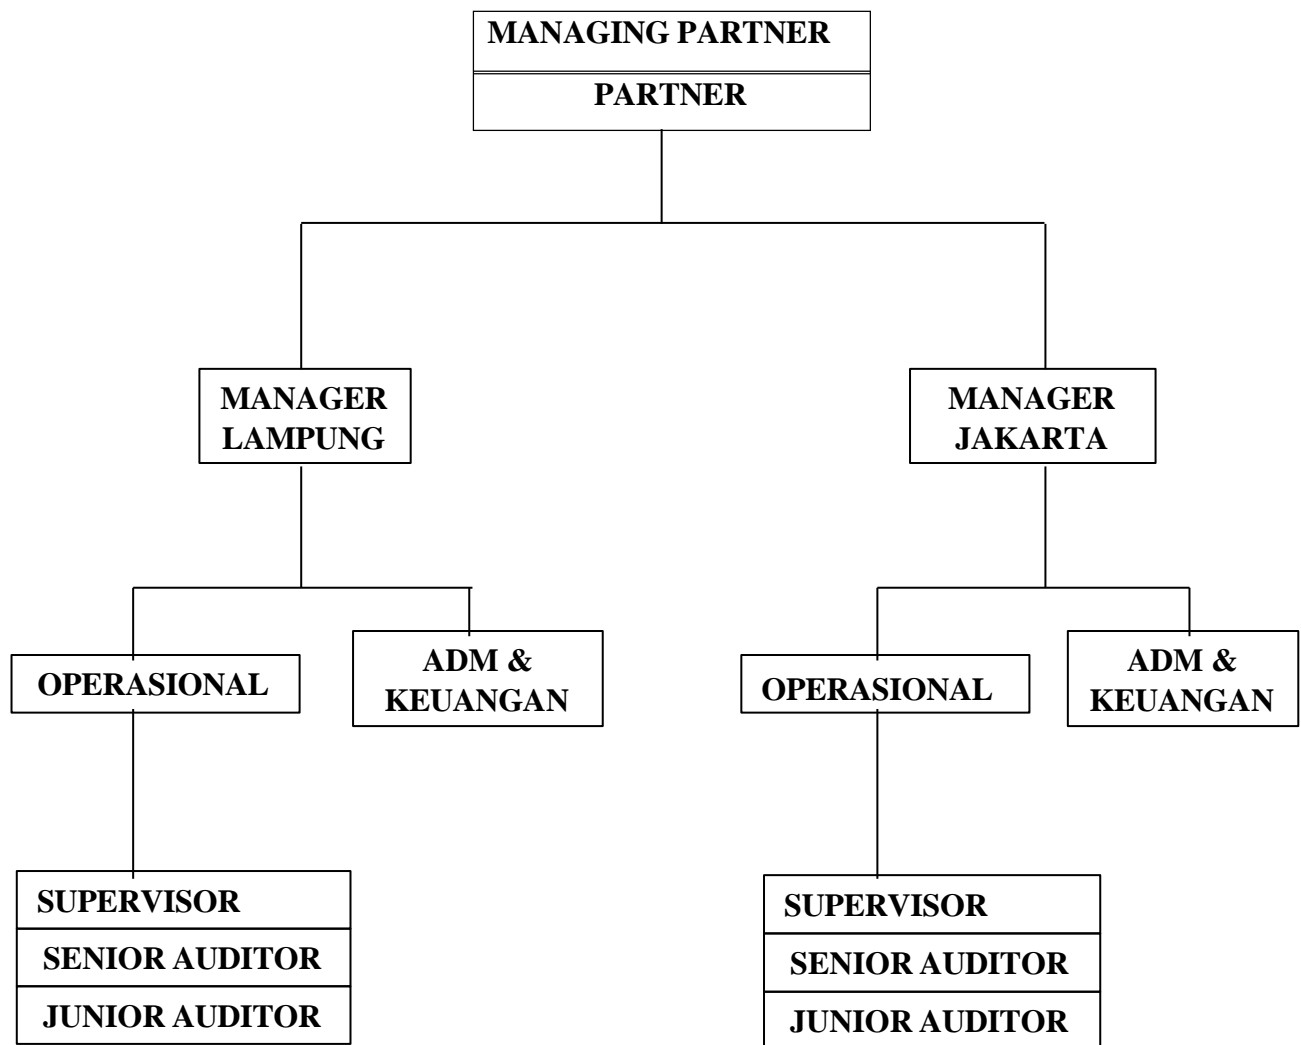 MANAGING PARTNER
PARTNER
MANAGER
LAMPUNG
MANAGER
JAKARTA
OPERASIONAL
ADM &
KEUANGAN
OPERASIONAL
ADM &
KEUANGAN
SUPERVISOR
SENIOR AUDITOR
JUNIOR AUDITOR
SUPERVISOR
SENIOR AUDITOR
JUNIOR AUDITOR